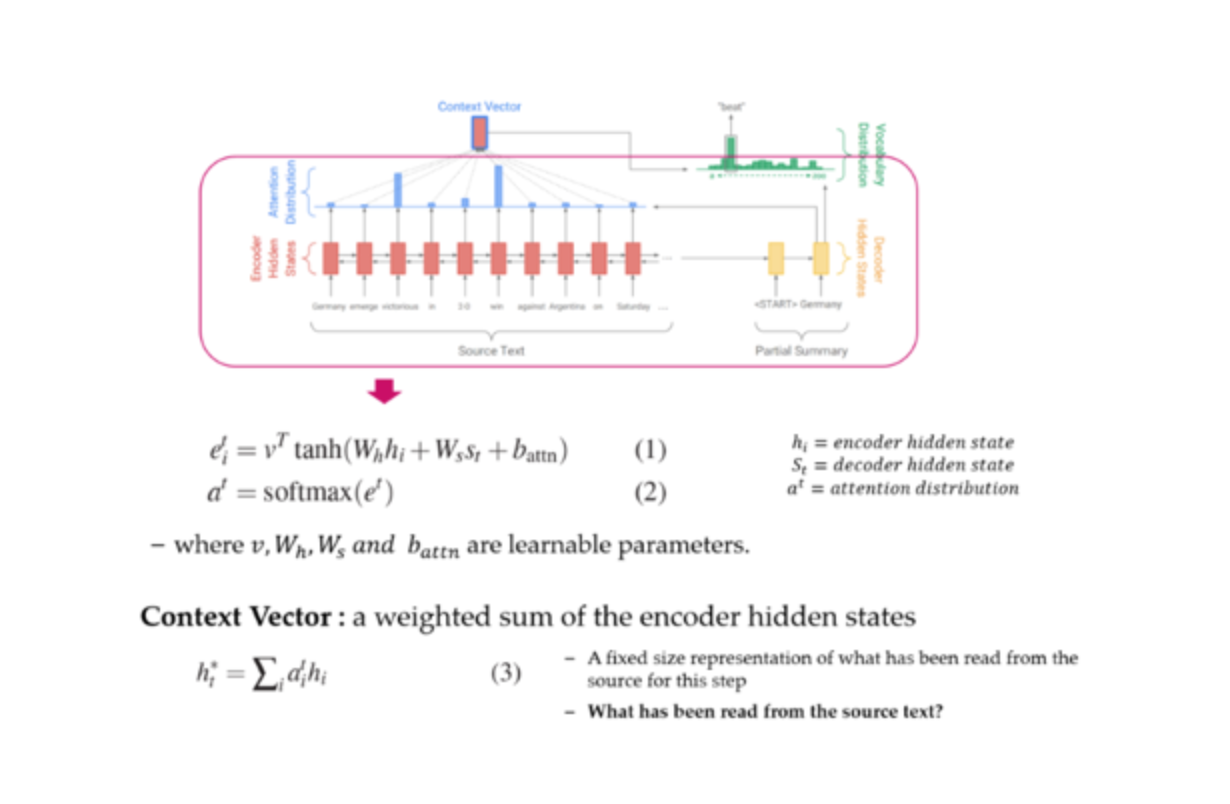 Context Vector
"beat"
Vocabulary
Distribution
Attention
Distribution
Encoder
Hidden
States
Decoder
Hidden States
...
Germany emerge victorious in 2-0 win against Argentina on Saturday ...
<START> Germany
Source Text
Partial Summary
e_i^t = v^T tanh(W_h h_i + W_s s_t + b_attn) (1)
h_i = encoder hidden state
S_t = decoder hidden state
a^t = softmax(e^t) (2)
a^t = attention distribution
– where v, W_h, W_s and b_attn are learnable parameters.
Context Vector : a weighted sum of the encoder hidden states
h_t^* = ∑_i a_i^t h_i (3)
– A fixed size representation of what has been read from the
source for this step
– What has been read from the source text?